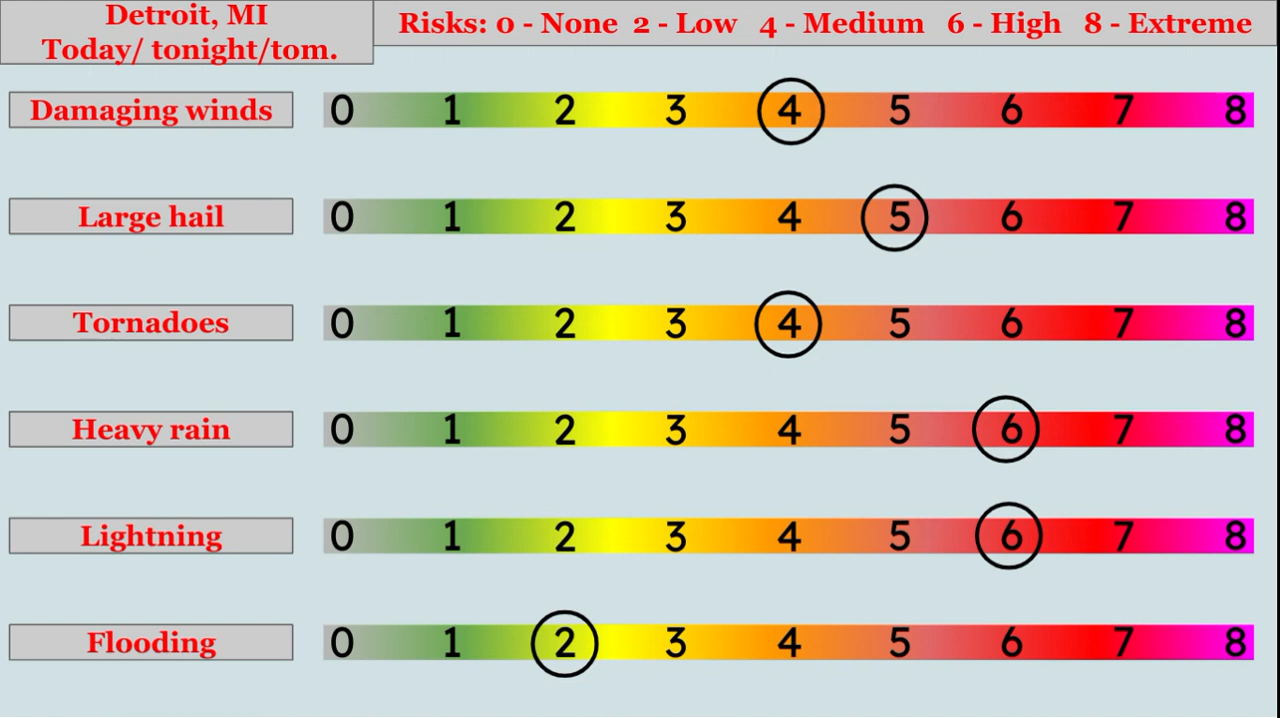 Detroit, MI
Today/ tonight/tom.
Risks: 0 - None 2 - Low 4 - Medium 6 - High 8 - Extreme
Damaging winds 0 1 2 3 4 5 6 7 8
Large hail 0 1 2 3 4 5 6 7 8
Tornadoes 0 1 2 3 4 5 6 7 8
Heavy rain 0 1 2 3 4 5 6 7 8
Lightning 0 1 2 3 4 5 6 7 8
Flooding 0 1 2 3 4 5 6 7 8